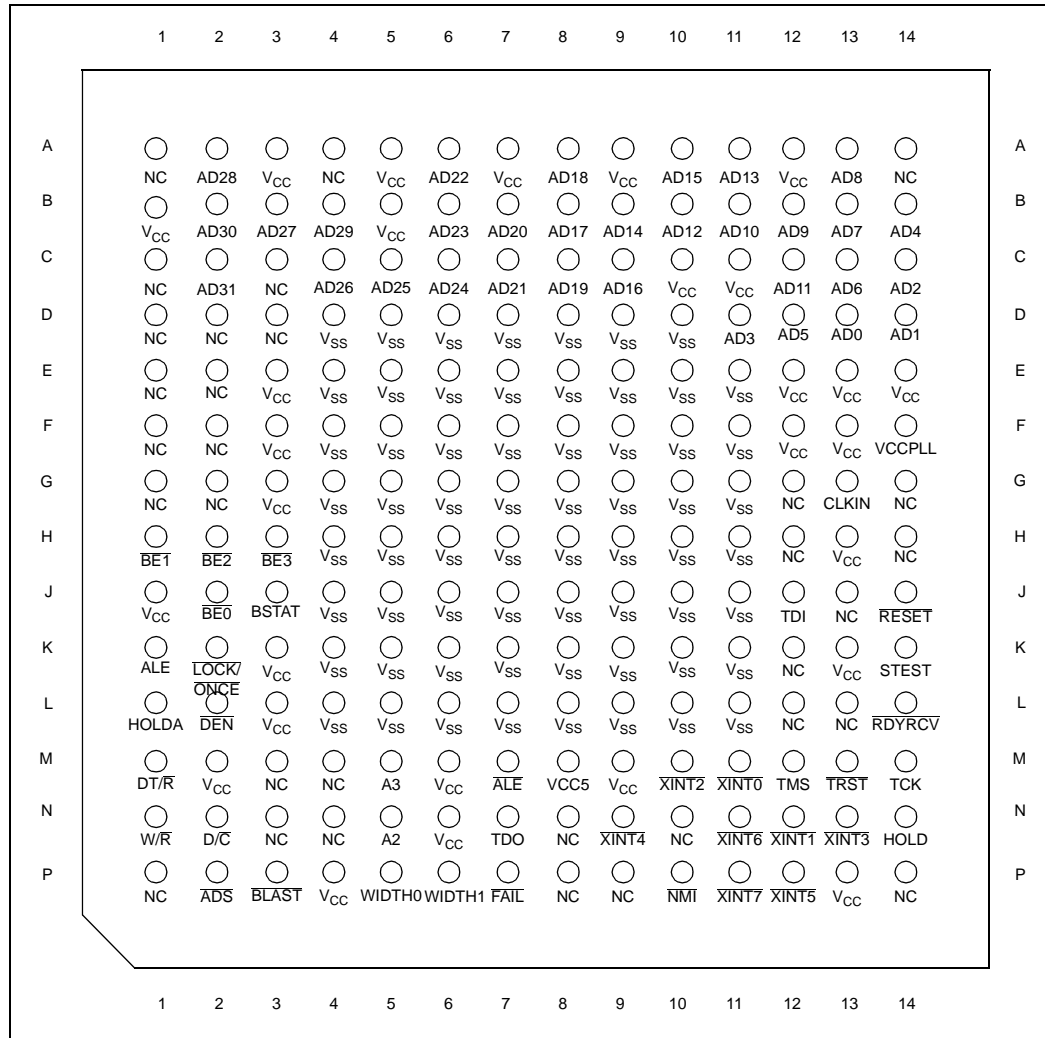 1 2 3 4 5 6 7 8 9 10 11 12 13 14
A A
NC AD28 VCC NC VCC AD22 VCC AD18 VCC AD15 AD13 VCC AD8 NC
B B
VCC AD30 AD27 AD29 VCC AD23 AD20 AD17 AD14 AD12 AD10 AD9 AD7 AD4
C C
NC AD31 NC AD26 AD25 AD24 AD21 AD19 AD16 VCC VCC AD11 AD6 AD2
D D
NC NC NC VSS VSS VSS VSS VSS VSS VSS AD3 AD5 AD0 AD1
E E
NC NC VCC VSS VSS VSS VSS VSS VSS VSS VSS VCC VCC VCC
F F
NC NC VCC VSS VSS VSS VSS VSS VSS VSS VSS VCC VCC VCCPLL
G G
NC NC VCC VSS VSS VSS VSS VSS VSS VSS VSS NC CLKIN NC
H H
BE1 BE2 BE3 VSS VSS VSS VSS VSS VSS VSS VSS NC VCC NC
J J
VCC BE0 BSTAT VSS VSS VSS VSS VSS VSS VSS VSS TDI NC RESET
K K
ALE LOCK/ VCC VSS VSS VSS VSS VSS VSS VSS VSS NC VCC STEST
ONCE
L L
HOLDA DEN VCC VSS VSS VSS VSS VSS VSS VSS VSS NC NC RDYRCV
M M
DT/R VCC NC NC A3 VCC ALE VCC5 VCC XINT2 XINT0 TMS TRST TCK
N N
W/R D/C NC NC A2 VCC TDO NC XINT4 NC XINT6 XINT1 XINT3 HOLD
P P
NC ADS BLAST VCC WIDTH0 WIDTH1 FAIL NC NC NMI XINT7 XINT5 VCC NC
1 2 3 4 5 6 7 8 9 10 11 12 13 14